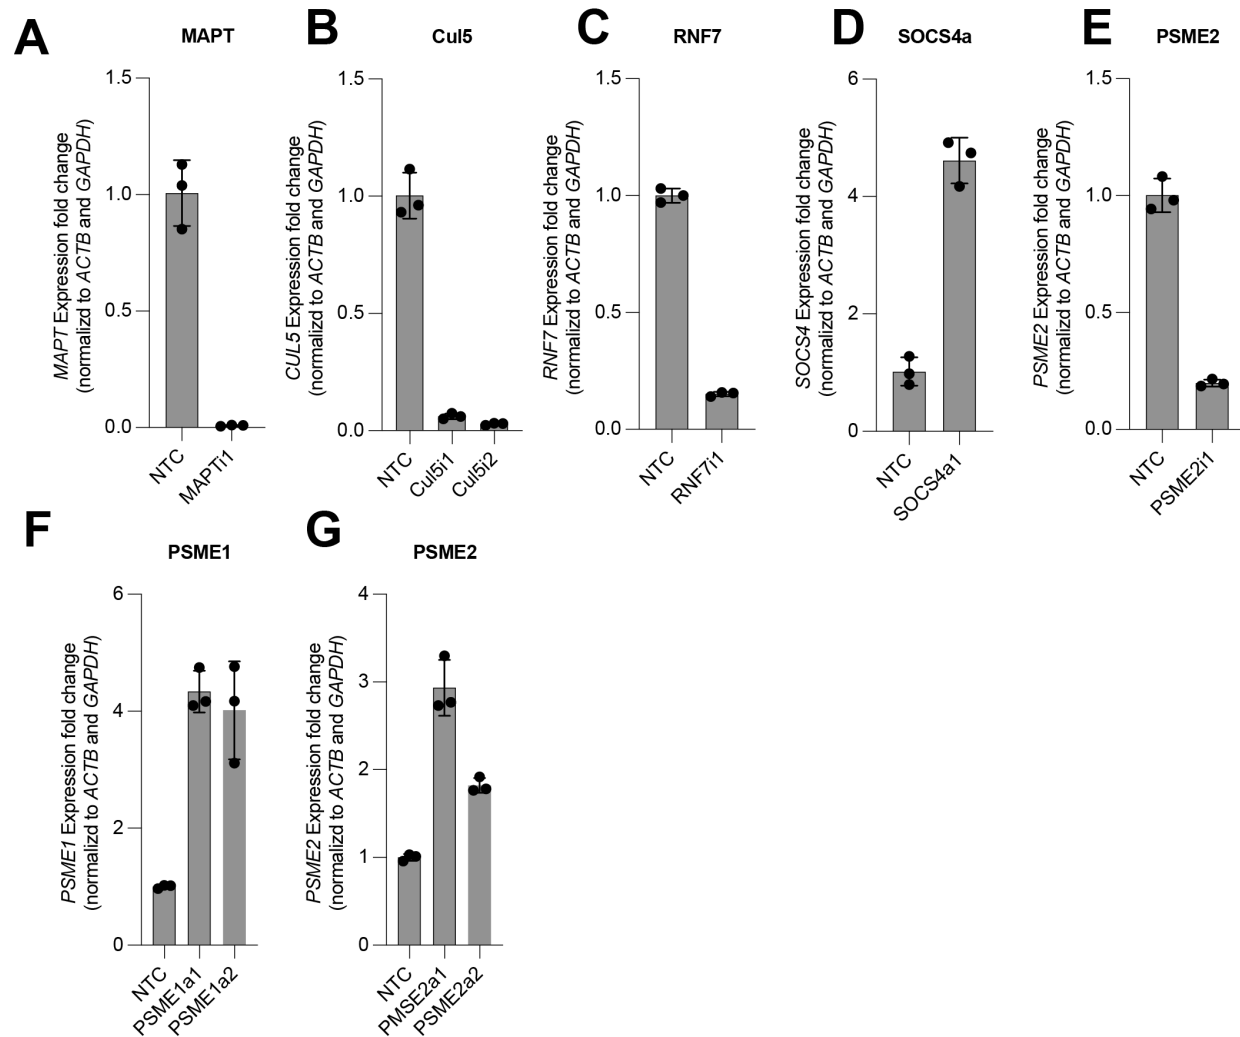 A
MAPT
MAPT Expression fold change
(normalizd to ACTB and GAPDH)
1.5
1.0
0.5
0.0
NTC
MAPTi1
B
Cul5
CUL5 Expression fold change
(normalizd to ACTB and GAPDH)
1.5
1.0
0.5
0.0
NTC
Cul5i1
Cul5i2
C
RNF7
RNF7 Expression fold change
(normalizd to ACTB and GAPDH)
1.5
1.0
0.5
0.0
NTC
RNF7i1
D
SOCS4a
SOCS4 Expression fold change
(normalizd to ACTB and GAPDH)
6
4
2
0
NTC
SOCS4a1
E
PSME2
PSME2 Expression fold change
(normalizd to ACTB and GAPDH)
1.5
1.0
0.5
0.0
NTC
PSME2i1
F
PSME1
PSME1 Expression fold change
(normalizd to ACTB and GAPDH)
6
4
2
0
NTC
PSME1a1
PSME1a2
G
PSME2
PSME2 Expression fold change
(normalizd to ACTB and GAPDH)
4
3
2
1
0
NTC
PMSE2a1
PSME2a2